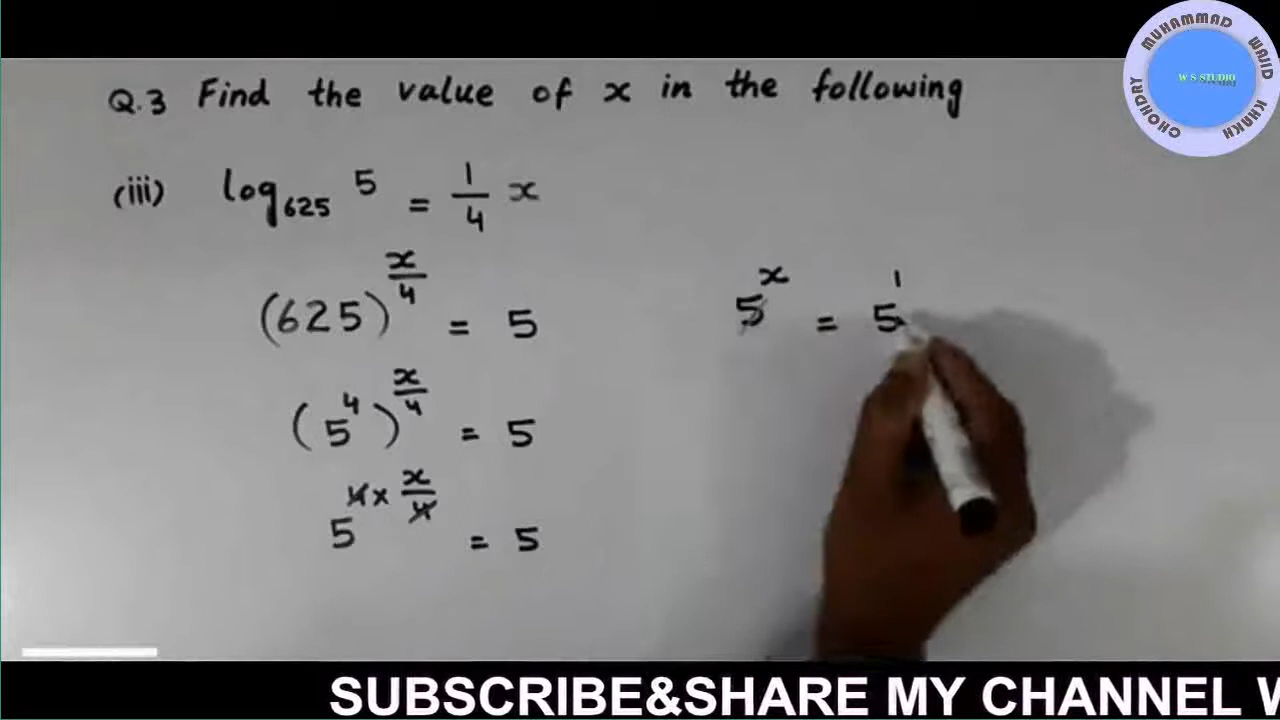 Q.3 Find the value of x in the following
(iii) log₆₂₅ 5 = 1/4 x
(625)^(x/4) = 5
(5^4)^(x/4) = 5
5^(4 × x/4) = 5
5^x = 5^1
MUHAMMAD WAJID KHAKH CHOHDRY
W S STUDIO
SUBSCRIBE&SHARE MY CHANNEL W